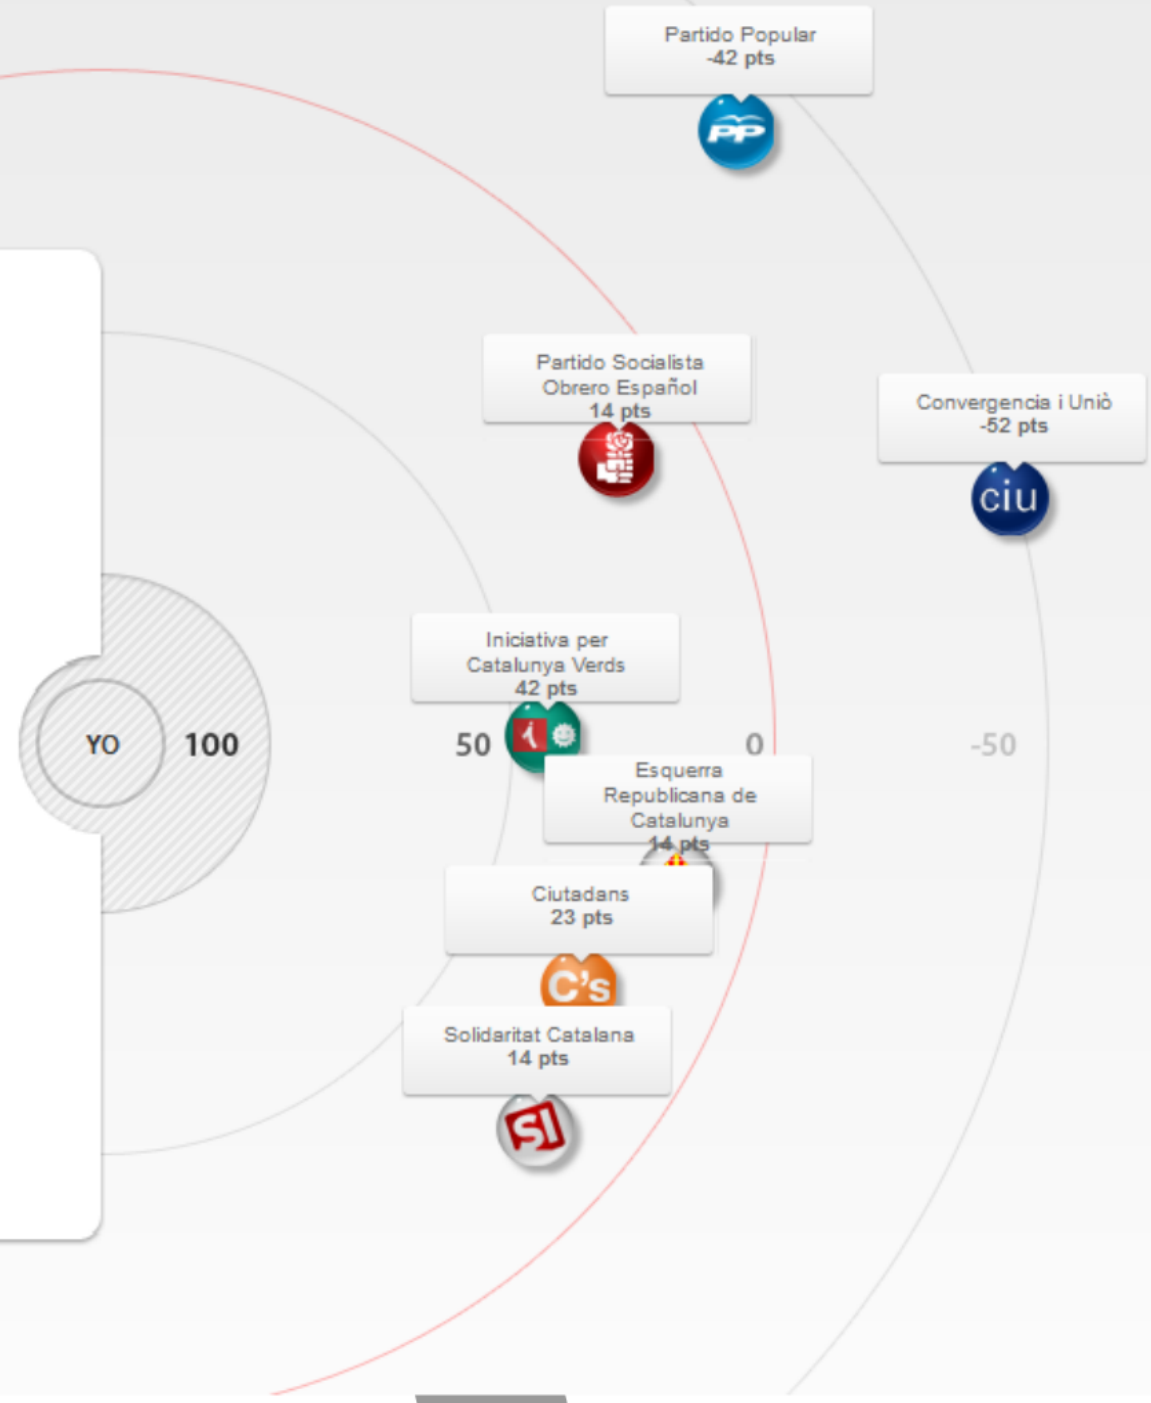 Partido Popular
-42 pts
pp
Partido Socialista
Obrero Español
14 pts
Convergencia i Uniò
-52 pts
ciu
Iniciativa per
Catalunya Verds
42 pts
i
YO
100
50
0
-50
Esquerra
Republicana de
Catalunya
14 pts
Ciutadans
23 pts
C's
Solidaritat Catalana
14 pts
SI